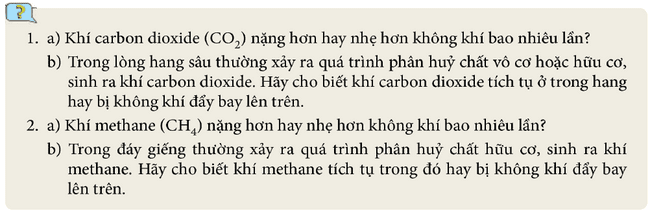 ?
1. a) Khí carbon dioxide (CO₂) nặng hơn hay nhẹ hơn không khí bao nhiêu lần?
b) Trong lòng hang sâu thường xảy ra quá trình phân huỷ chất vô cơ hoặc hữu cơ,
sinh ra khí carbon dioxide. Hãy cho biết khí carbon dioxide tích tụ ở trong hang
hay bị không khí đẩy bay lên trên.
2. a) Khí methane (CH₄) nặng hơn hay nhẹ hơn không khí bao nhiêu lần?
b) Trong đáy giếng thường xảy ra quá trình phân huỷ chất hữu cơ, sinh ra khí
methane. Hãy cho biết khí methane tích tụ trong đó hay bị không khí đẩy bay
lên trên.